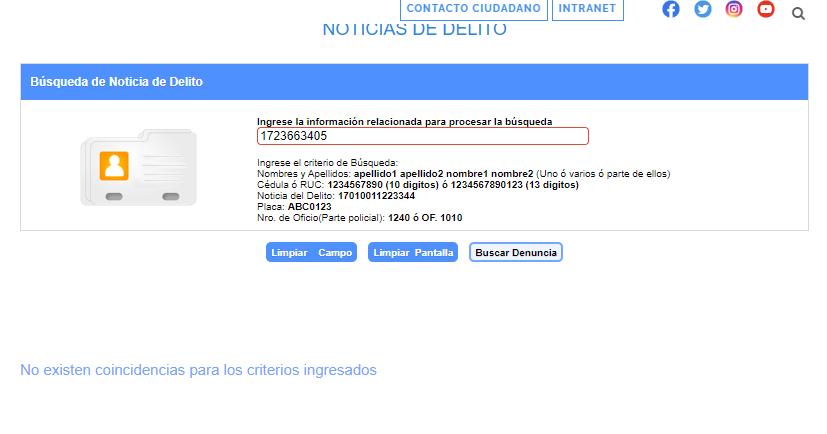 CONTACTO CIUDADANO
INTRANET
NOTICIAS DE DELITO
Búsqueda de Noticia de Delito
Ingrese la información relacionada para procesar la búsqueda
1723663405
Ingrese el criterio de Búsqueda:
Nombres y Apellidos: apellido1 apellido2 nombre1 nombre2 (Uno ó varios ó parte de ellos)
Cédula ó RUC: 1234567890 (10 digitos) ó 1234567890123 (13 digitos)
Noticia del Delito: 17010011223344
Placa: ABC0123
Nro. de Oficio(Parte policial): 1240 ó OF. 1010
Limpiar Campo
Limpiar Pantalla
Buscar Denuncia
No existen coincidencias para los criterios ingresados